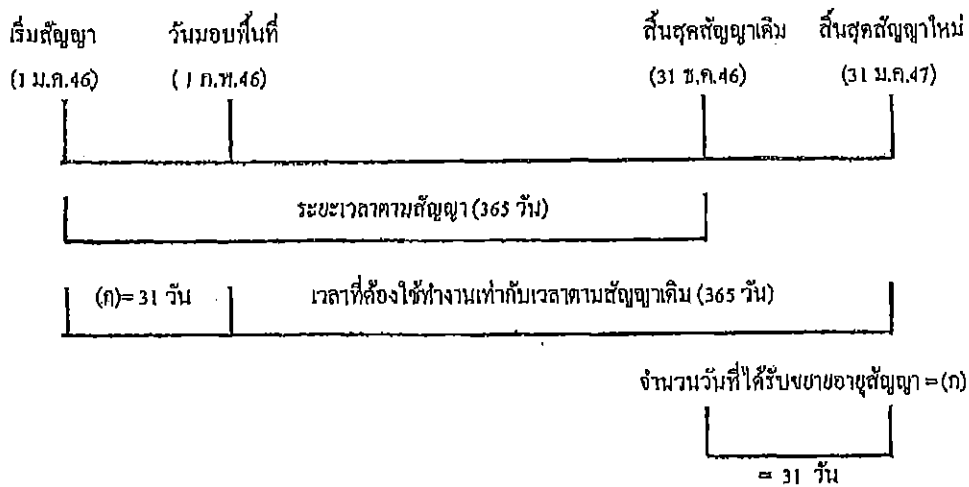 เริ่มสัญญา วันมอบพื้นที่ สิ้นสุดสัญญาเดิม สิ้นสุดสัญญาใหม่
(1 ม.ค.46) (1 ก.พ.46) (31 ธ.ค.46) (31 ม.ค.47)
ระยะเวลาตามสัญญา (365 วัน)
(ก)= 31 วัน เวลาที่ต้องใช้ทำงานเท่ากับเวลาตามสัญญาเดิม (365 วัน)
จำนวนวันที่ได้รับขยายอายุสัญญา = (ก)
= 31 วัน